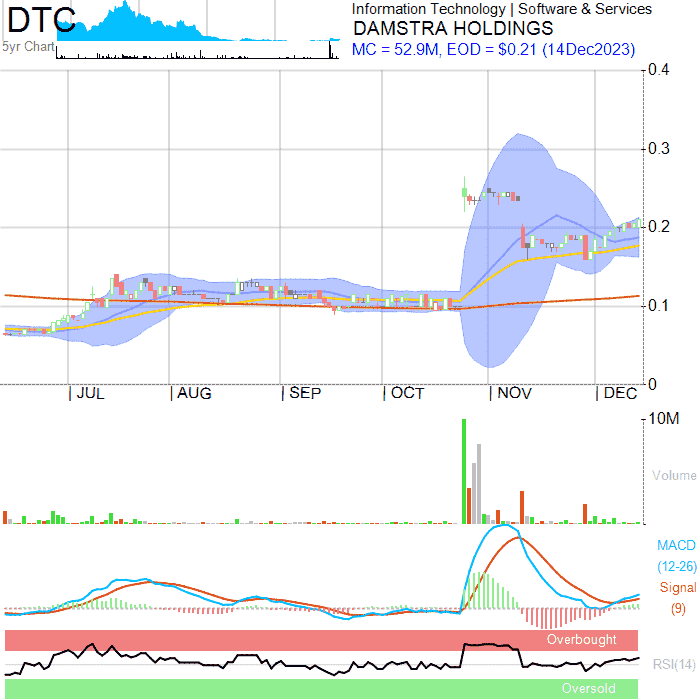 DTC
5yr Chart
Information Technology | Software & Services
DAMSTRA HOLDINGS
MC = 52.9M, EOD = $0.21 (14Dec2023)
0.4
0.3
0.2
0.1
0
| JUL | AUG | SEP | OCT | NOV | DEC
10M
Volume
MACD
(12-26)
Signal
(9)
Overbought
RSI(14)
Oversold